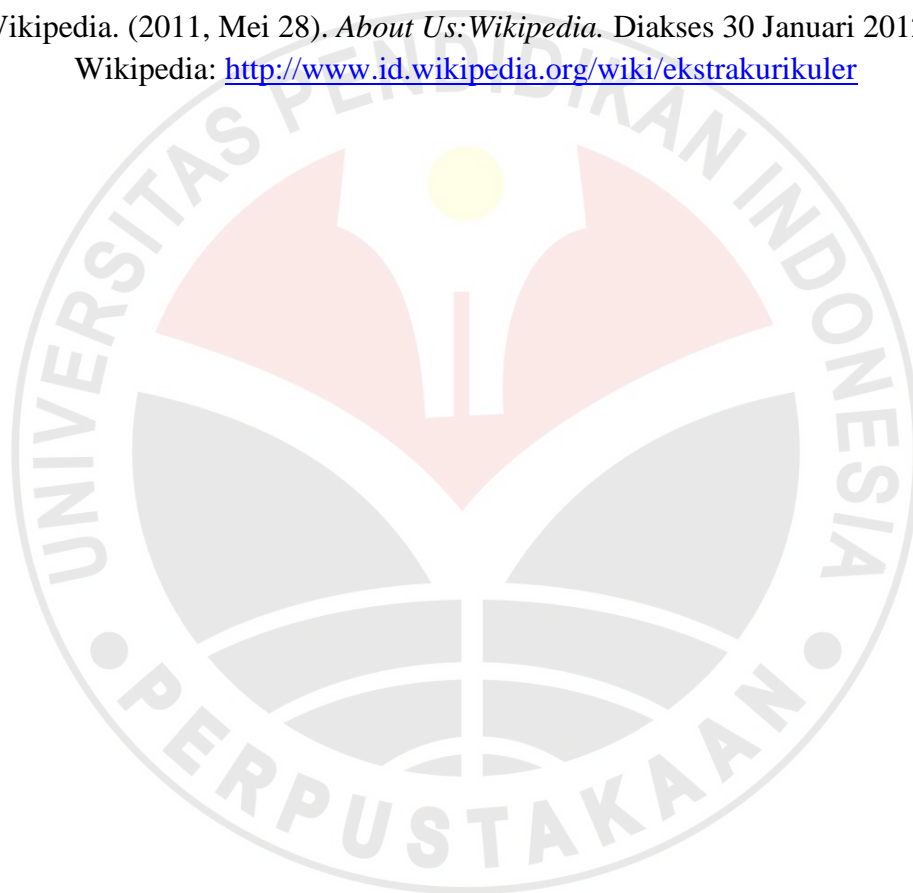 Wikipedia. (2011, Mei 28). About Us:Wikipedia. Diakses 30 Januari
Wikipedia: http://www.id.wikipedia.org/wiki/ekstrakurikuler
UNIVERSITAS PENDIDIKAN INDONESIA
PERPUSTAKAAN